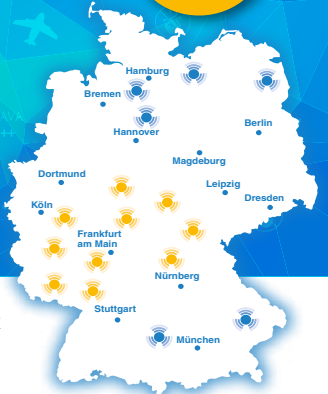 Hamburg
Bremen
Berlin
Hannover
Magdeburg
Dortmund
Leipzig
Dresden
Köln
Frankfurt
am Main
Nürnberg
Stuttgart
München